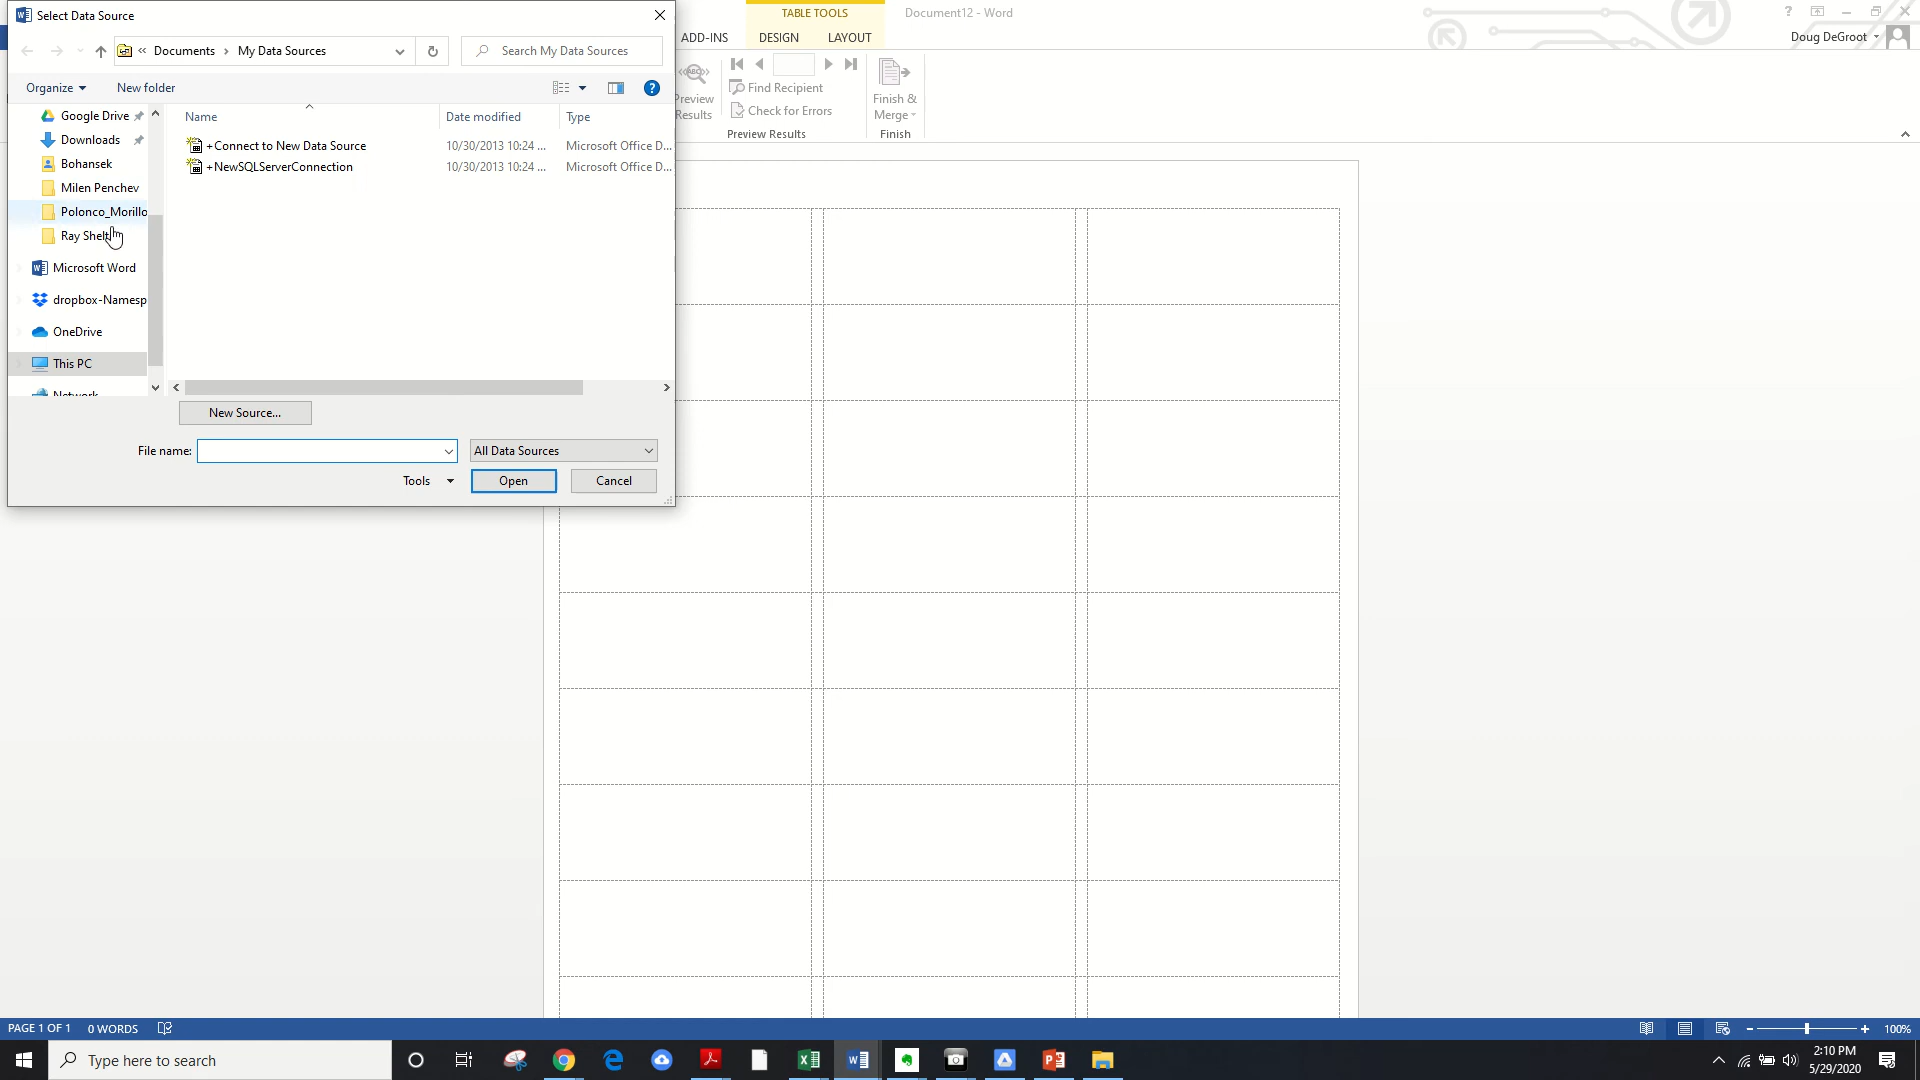 Select Data Source
« Documents › My Data Sources
Search My Data Sources
Organize
New folder
Name
Date modified
Type
Google Drive
Downloads
Bohansek
Milen Penchev
Polonco_Morillo
Ray Shelt
Microsoft Word
dropbox-Namesp
OneDrive
This PC
Network
+Connect to New Data Source 10/30/2013 10:24 ... Microsoft Office D...
+NewSQLServerConnection 10/30/2013 10:24 ... Microsoft Office D...
New Source...
File name:
All Data Sources
Tools
Open
Cancel
TABLE TOOLS
Document12 - Word
ADD-INS
DESIGN
LAYOUT
Doug DeGroot
ABC
Preview
Results
Find Recipient
Check for Errors
Preview Results
Finish &
Merge
Finish
PAGE 1 OF 1
0 WORDS
100%
Type here to search
2:10 PM
5/29/2020